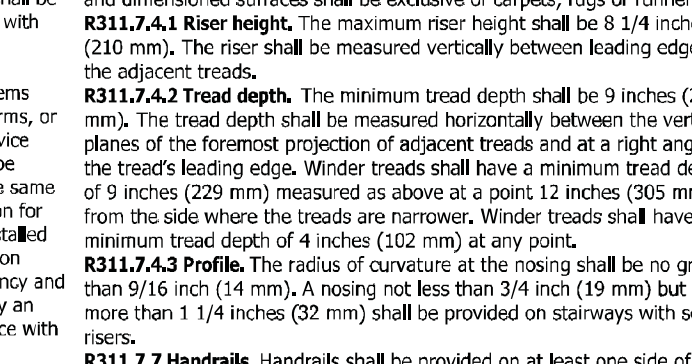 hall be
with
ems
rms, or
vice
be
e same
on for
stalled
on
ncy and
y an
ce with
and dimensioned surfaces shall be exclusive of carpets, rugs or runner
R311.7.4.1 Riser height. The maximum riser height shall be 8 1/4 inche
(210 mm). The riser shall be measured vertically between leading edge
the adjacent treads.
R311.7.4.2 Tread depth. The minimum tread depth shall be 9 inches (2
mm). The tread depth shall be measured horizontally between the vert
planes of the foremost projection of adjacent treads and at a right ang
the tread's leading edge. Winder treads shall have a minimum tread de
of 9 inches (229 mm) measured as above at a point 12 inches (305 mm
from the side where the treads are narrower. Winder treads shall have
minimum tread depth of 4 inches (102 mm) at any point.
R311.7.4.3 Profile. The radius of curvature at the nosing shall be no gr
than 9/16 inch (14 mm). A nosing not less than 3/4 inch (19 mm) but
more than 1 1/4 inches (32 mm) shall be provided on stairways with so
risers.
R311.7.7 Handrails. Handrails shall be provided on at least one side of